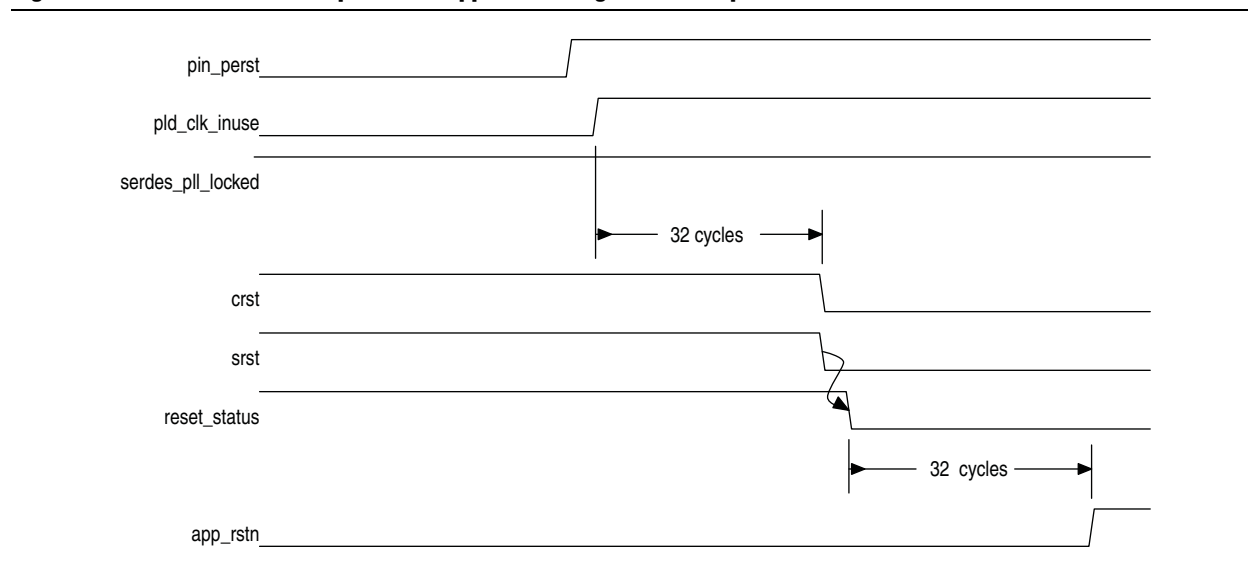 pin_perst
pld_clk_inuse
serdes_pll_locked
32 cycles
crst
srst
reset_status
32 cycles
app_rstn